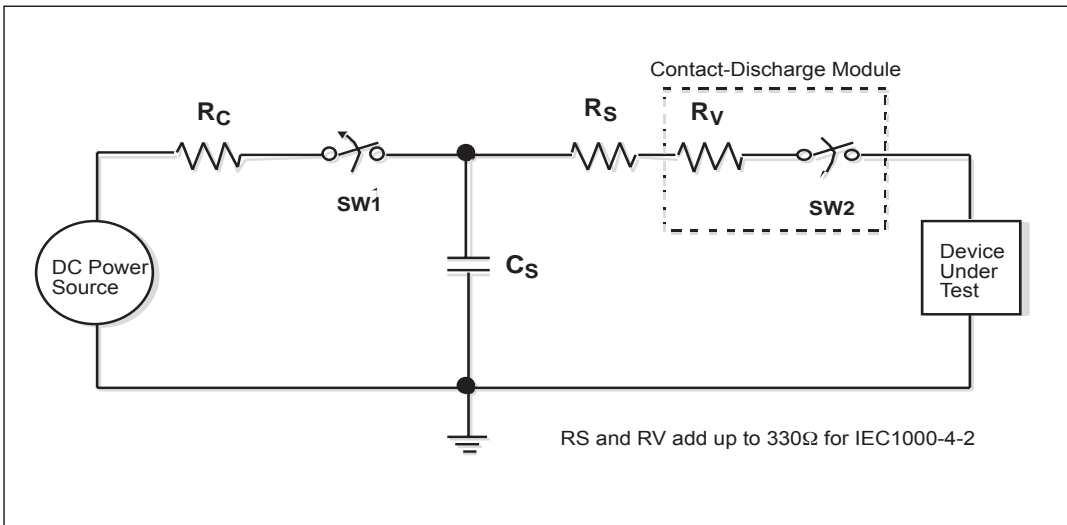 Contact-Discharge Module
RC
RS
RV
SW1
SW2
DC Power
Source
CS
Device
Under
Test
RS and RV add up to 330Ω for IEC1000-4-2